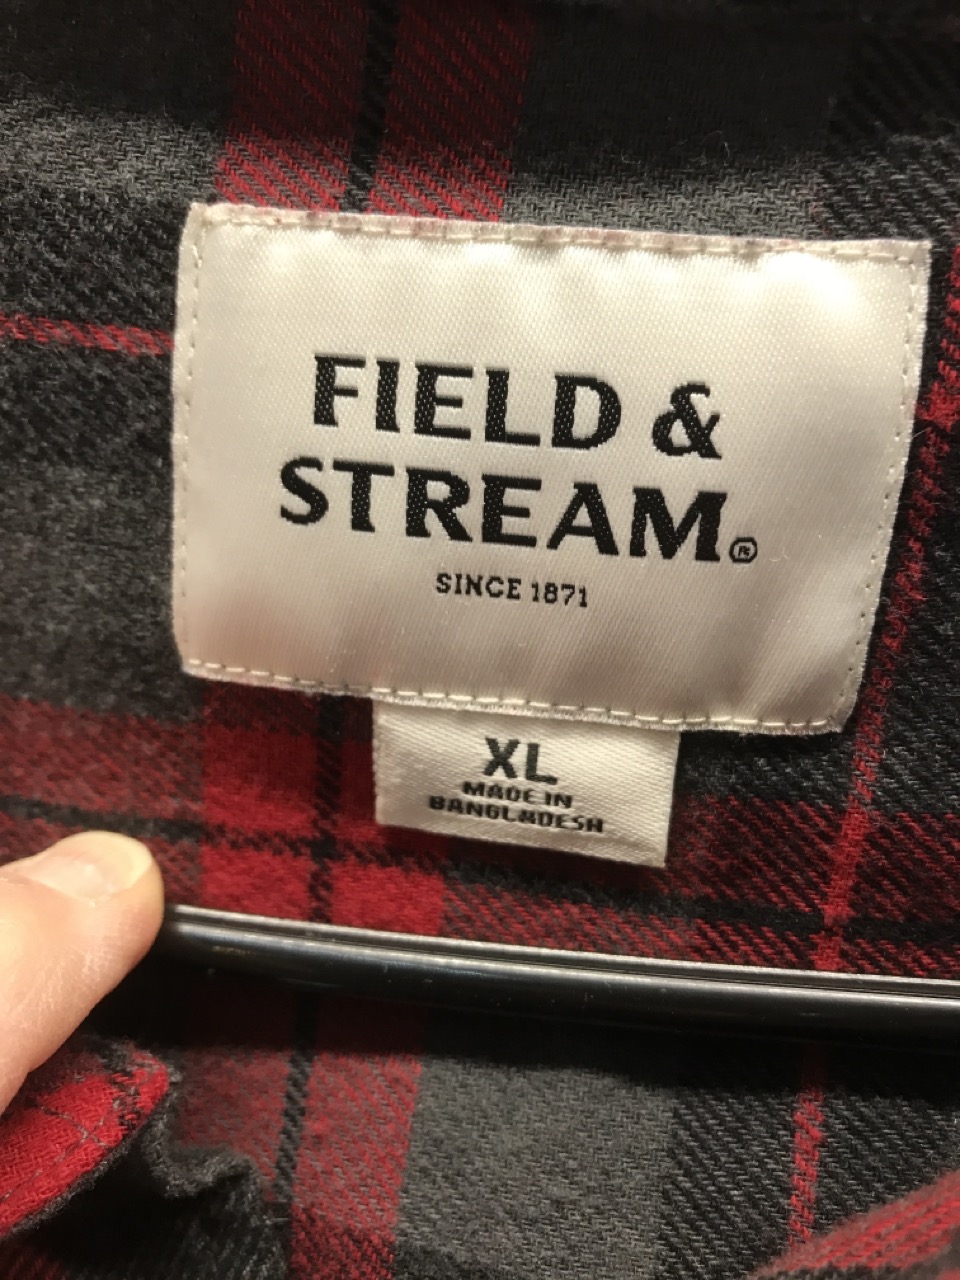 FIELD &
STREAM®
SINCE 1871
XL
MADE IN
BANGLADESH